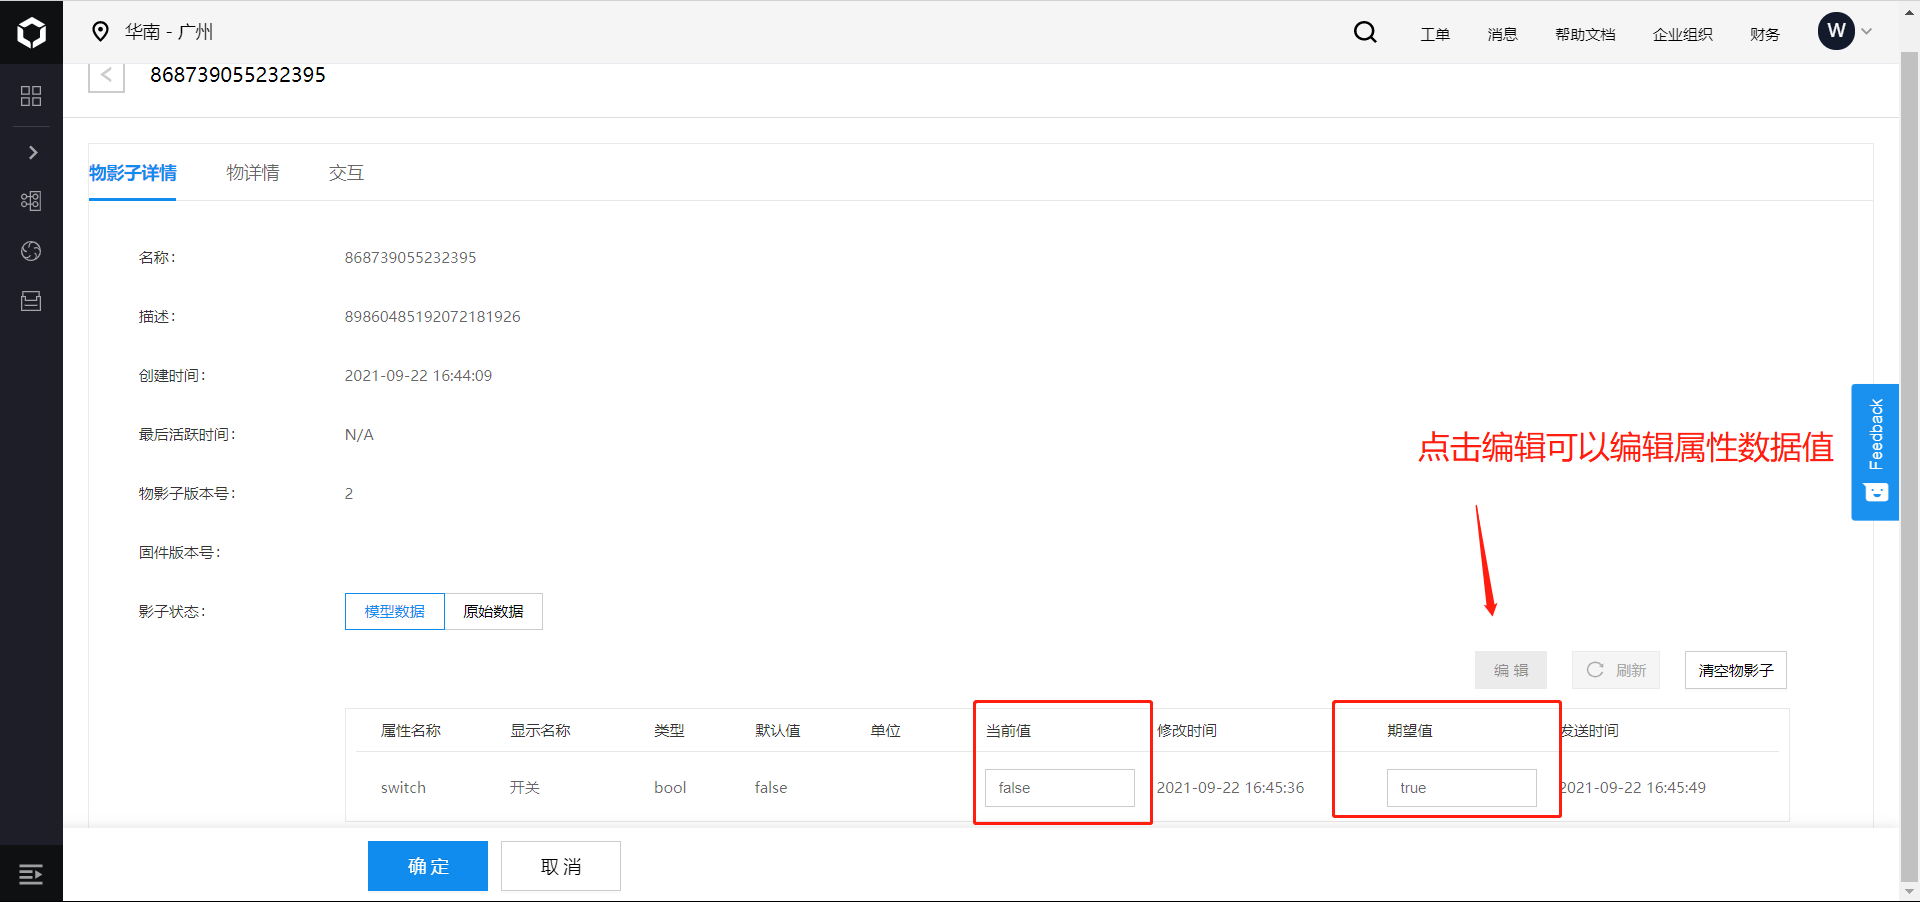 华南 - 广州
工单
消息
帮助文档
企业组织
财务
W
868739055232395
物影子详情
物详情
交互
名称：
868739055232395
描述：
89860485192072181926
创建时间：
2021-09-22 16:44:09
最后活跃时间：
N/A
点击编辑可以编辑属性数据值
Feedback
物影子版本号：
2
固件版本号：
影子状态：
模型数据
原始数据
编 辑
刷新
清空物影子
属性名称 显示名称 类型 默认值 单位 当前值 修改时间 期望值 发送时间
switch 开关 bool false false 2021-09-22 16:45:36 true 2021-09-22 16:45:49
确 定
取 消